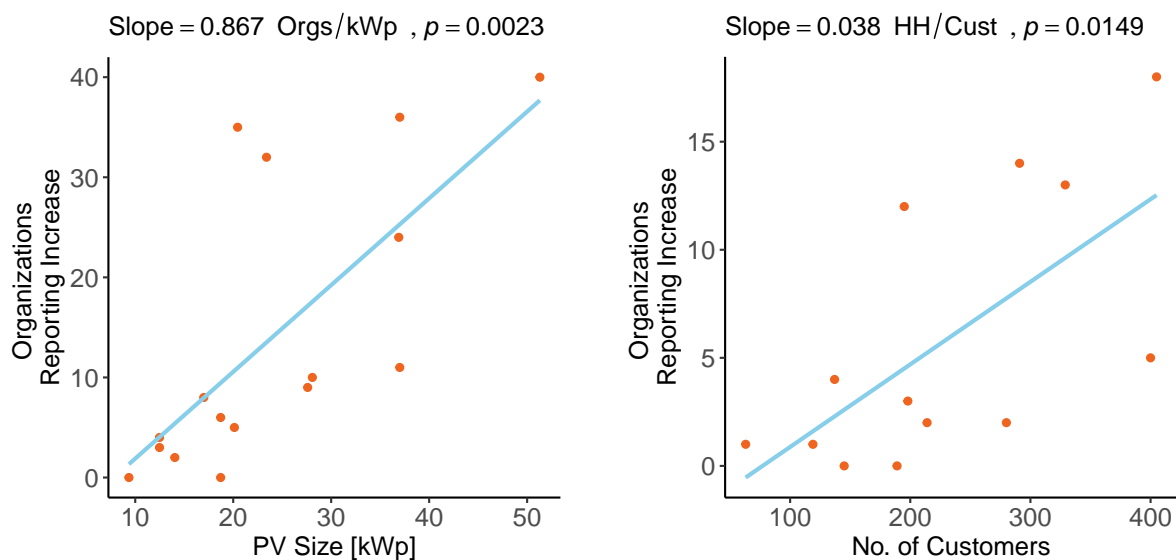 Slope = 0.867 Orgs/kWp , p = 0.0023
40
30
20
10
0
Organizations
Reporting Increase
10 20 30 40 50
PV Size [kWp]
Slope = 0.038 HH/Cust , p = 0.0149
15
10
5
0
Organizations
Reporting Increase
100 200 300 400
No. of Customers